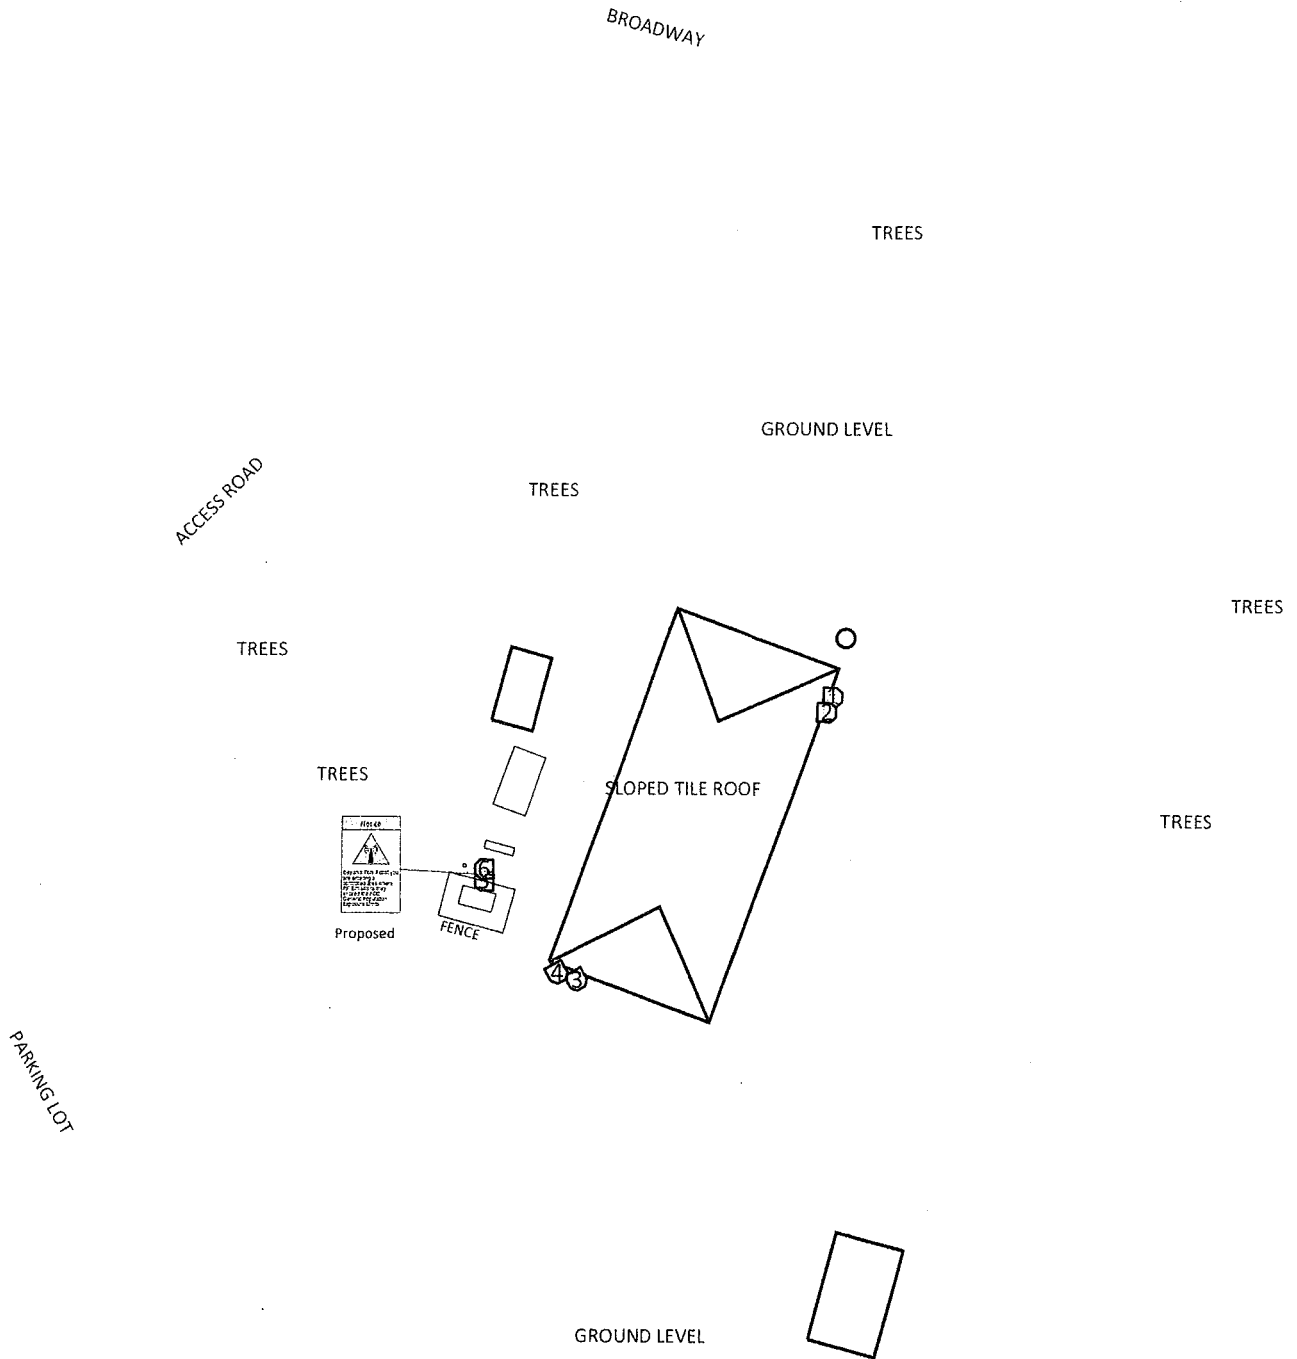 BROADWAY
TREES
GROUND LEVEL
ACCESS ROAD
TREES
TREES
TREES
1
2
TREES
SLOPED TILE ROOF
TREES
Notice
6
5
Proposed
FENCE
4 3
PARKING LOT
GROUND LEVEL